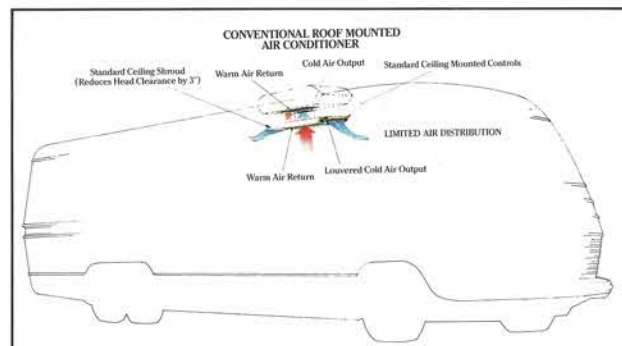 CONVENTIONAL ROOF MOUNTED
AIR CONDITIONER
Cold Air Output
Standard Ceiling Shroud
(Reduces Head Clearance by 3")
Warm Air Return
Standard Ceiling Mounted Controls
LIMITED AIR DISTRIBUTION
Warm Air Return
Louvered Cold Air Output